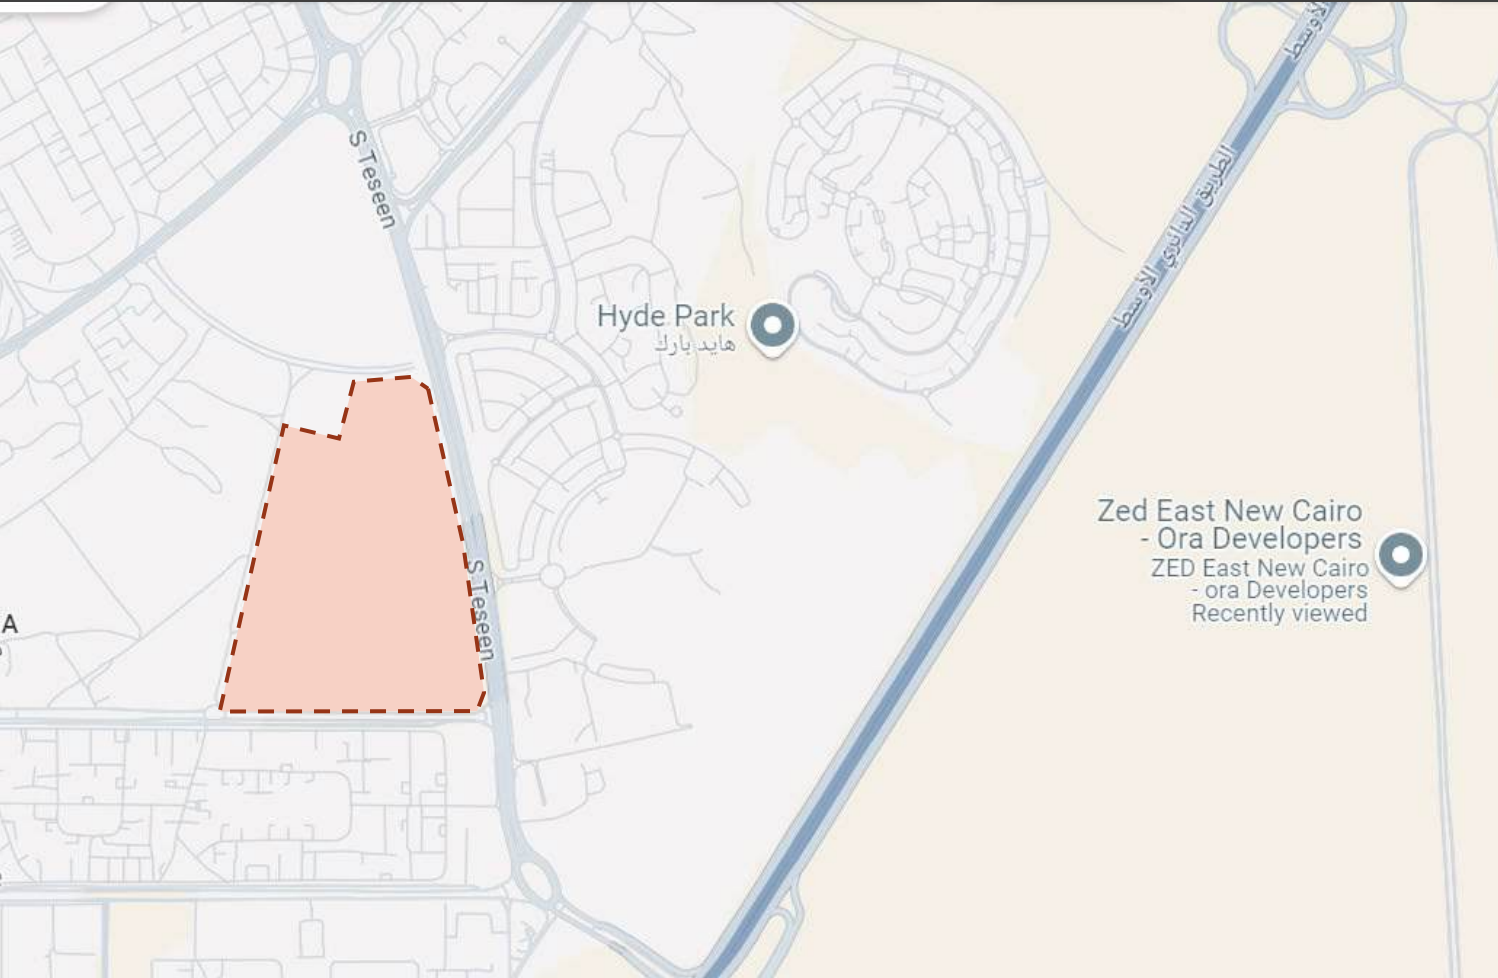 الأوسط
S Teseen
الطريق الدائري الأوسط
Hyde Park
هايد بارك
Zed East New Cairo
- Ora Developers
ZED East New Cairo
- ora Developers
Recently viewed
S Teseen
A